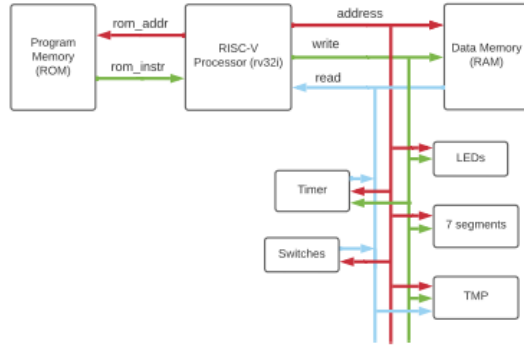 Program
Memory
(ROM)
rom_addr
rom_instr
RISC-V
Processor (rv32i)
address
write
read
Data Memory
(RAM)
LEDs
Timer
7 segments
Switches
TMP